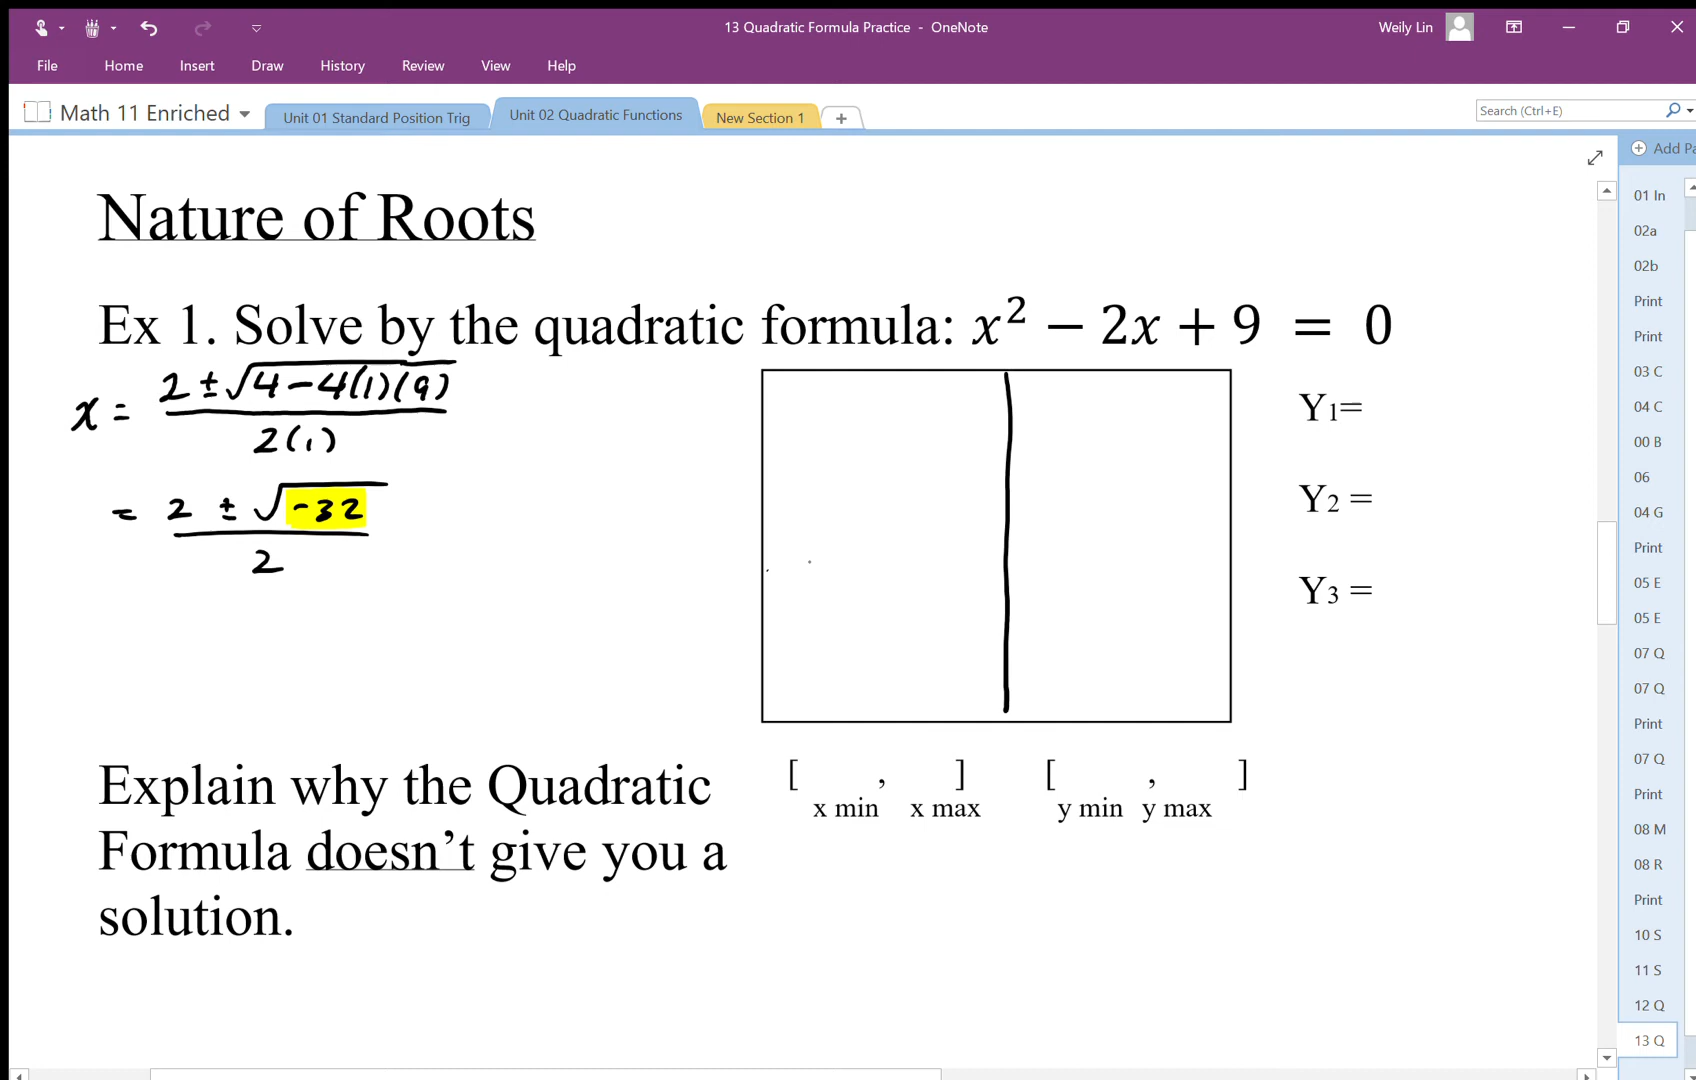 13 Quadratic Formula Practice - OneNote
Weily Lin
File Home Insert Draw History Review View Help
Math 11 Enriched
Unit 01 Standard Position Trig
Unit 02 Quadratic Functions
New Section 1
Search (Ctrl+E)
Add Pa
Nature of Roots
Ex 1. Solve by the quadratic formula: x² − 2x + 9 = 0
x = (2 ± √(4 − 4(1)(9))) / 2(1)
= (2 ± √(-32)) / 2
Y1=
Y2 =
Y3 =
[ , ] [ , ]
x min x max y min y max
Explain why the Quadratic
Formula doesn’t give you a
solution.
01 In
02a
02b
Print
Print
03 C
04 C
00 B
06
04 G
Print
05 E
05 E
07 Q
07 Q
Print
07 Q
Print
08 M
08 R
Print
10 S
11 S
12 Q
13 Q